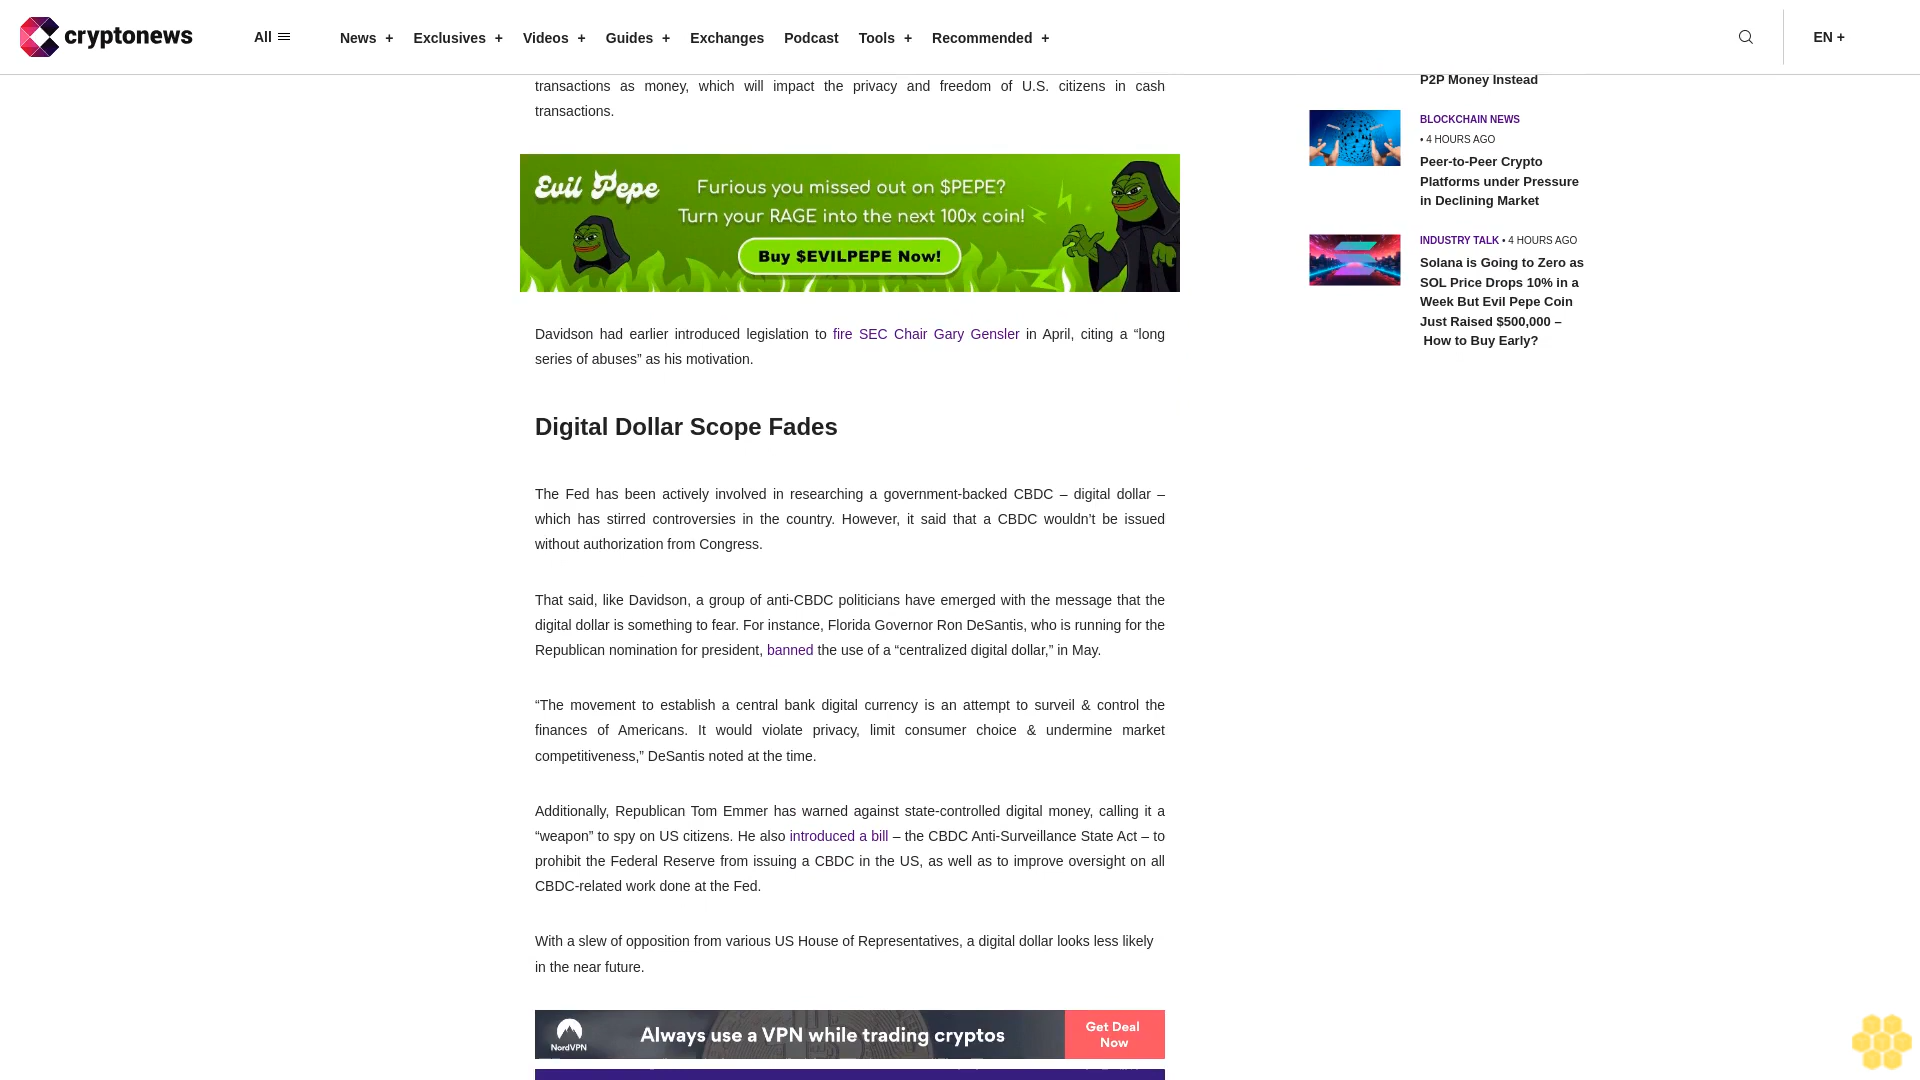 cryptonews
All
News +
Exclusives +
Videos +
Guides +
Exchanges
Podcast
Tools +
Recommended +
EN +
transactions as money, which will impact the privacy and freedom of U.S. citizens in cash
transactions.
Evil Pepe
Furious you missed out on $PEPE?
Turn your RAGE into the next 100x coin!
Buy $EVILPEPE Now!
Davidson had earlier introduced legislation to fire SEC Chair Gary Gensler in April, citing a “long
series of abuses” as his motivation.
Digital Dollar Scope Fades
The Fed has been actively involved in researching a government-backed CBDC – digital dollar –
which has stirred controversies in the country. However, it said that a CBDC wouldn’t be issued
without authorization from Congress.
That said, like Davidson, a group of anti-CBDC politicians have emerged with the message that the
digital dollar is something to fear. For instance, Florida Governor Ron DeSantis, who is running for the
Republican nomination for president, banned the use of a “centralized digital dollar,” in May.
“The movement to establish a central bank digital currency is an attempt to surveil & control the
finances of Americans. It would violate privacy, limit consumer choice & undermine market
competitiveness,” DeSantis noted at the time.
Additionally, Republican Tom Emmer has warned against state-controlled digital money, calling it a
“weapon” to spy on US citizens. He also introduced a bill – the CBDC Anti-Surveillance State Act – to
prohibit the Federal Reserve from issuing a CBDC in the US, as well as to improve oversight on all
CBDC-related work done at the Fed.
With a slew of opposition from various US House of Representatives, a digital dollar looks less likely
in the near future.
NordVPN
Always use a VPN while trading cryptos
Get Deal
Now
P2P Money Instead
BLOCKCHAIN NEWS
• 4 HOURS AGO
Peer-to-Peer Crypto
Platforms under Pressure
in Declining Market
INDUSTRY TALK • 4 HOURS AGO
Solana is Going to Zero as
SOL Price Drops 10% in a
Week But Evil Pepe Coin
Just Raised $500,000 –
How to Buy Early?